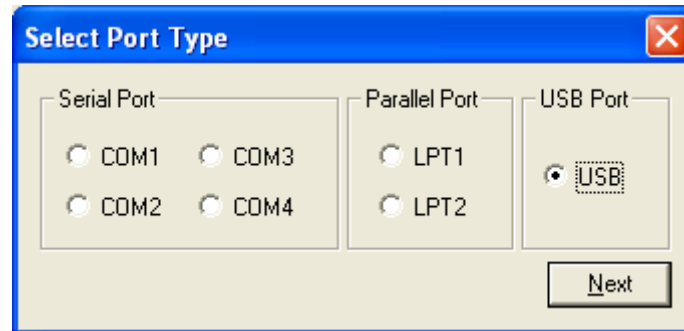 Select Port Type
Serial Port Parallel Port USB Port
COM1 COM3 LPT1 USB
COM2 COM4 LPT2
Next